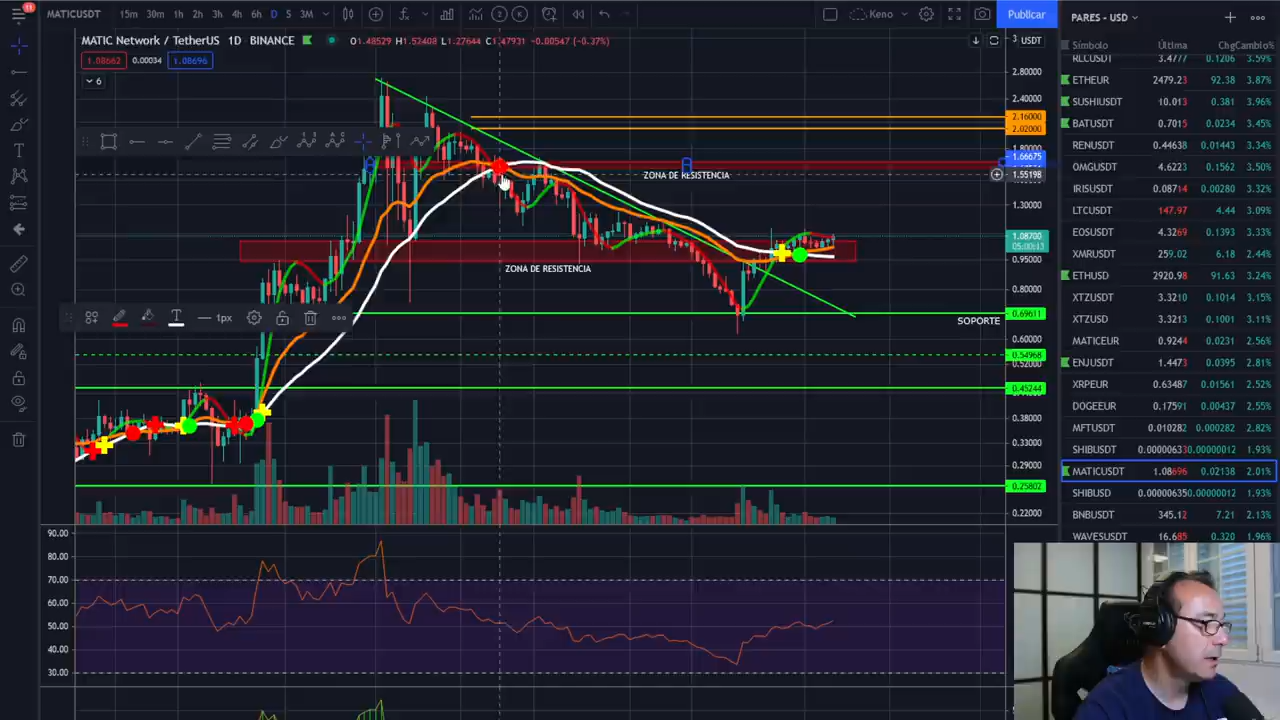 11
MATICUSDT 15m 30m 1h 2h 3h 4h 6h D S 3M Keno Publicar
MATIC Network / TetherUS 1D BINANCE O1.48529 H1.52408 L1.27644 C1.47931 -0.00547 (-0.37%) USDT
1.08662 0.00034 1.08696
6
2.80000
2.40000
2.16000
2.02000
1.80000
1.66675
1.55198
1.30000
1.08700
05:00:13
0.95000
0.80000
0.69611
0.54968
0.52000
0.45244
0.38000
0.33000
0.29000
0.25802
0.22000
ZONA DE RESISTENCIA
ZONA DE RESISTENCIA
SOPORTE
1px
90.00
80.00
70.00
60.00
50.00
40.00
30.00
PARES - USD
Símbolo Última Chg Cambio%
RLCUSDT 3.4777 0.1206 3.59%
ETHEUR 2479.23 92.38 3.87%
SUSHIUSDT 10.013 0.381 3.96%
BATUSDT 0.7015 0.0234 3.45%
RENUSDT 0.44638 0.01443 3.34%
OMGUSDT 4.6223 0.1562 3.50%
IRISUSDT 0.08714 0.00280 3.32%
LTCUSDT 147.97 4.44 3.09%
EOSUSDT 4.3269 0.1393 3.33%
XMRUSDT 259.02 6.18 2.44%
ETHUSD 2920.98 91.63 3.24%
XTZUSDT 3.3210 0.1014 3.15%
XTZUSD 3.3213 0.1001 3.11%
MATICEUR 0.9244 0.0231 2.56%
ENJUSDT 1.4473 0.0395 2.81%
XRPEUR 0.63487 0.01561 2.52%
DOGEEUR 0.17591 0.00437 2.55%
MFTUSDT 0.010282 0.000282 2.82%
SHIBUSDT 0.00000633 0.00000012 1.93%
MATICUSDT 1.08696 0.02138 2.01%
SHIBUSD 0.00000635 0.00000012 1.93%
BNBUSDT 345.12 7.21 2.13%
WAVESUSDT 16.685 0.320 1.96%